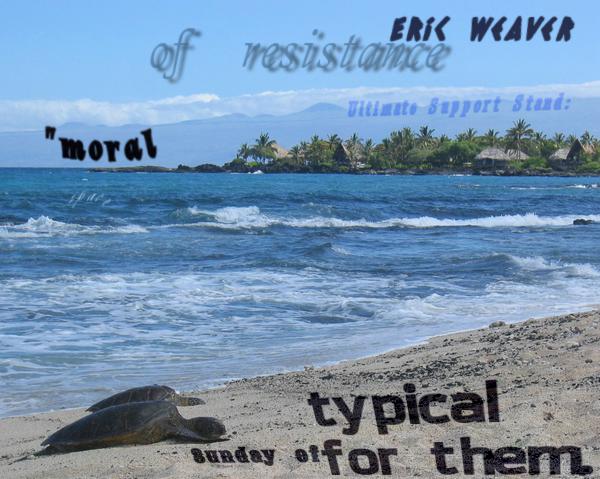 ERIC WEAVER
of resistance
Ultimate Support Stand:
"moral
typical
for them.
Sunday of